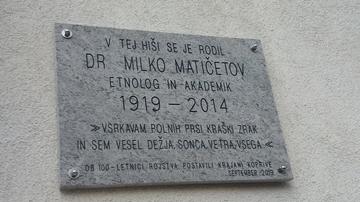 V TEJ HIŠI SE JE RODIL
DR. MILKO MATIČETOV
ETNOLOG IN AKADEMIK
1919 – 2014
»VSRKAVAM POLNIH PRSI KRAŠKI ZRAK
IN SEM VESEL DEŽJA, SONCA, VETRA, VSEGA«
OB 100-LETNICI ROJSTVA POSTAVILI KRAJANI KOPRIVE
SEPTEMBER 2019